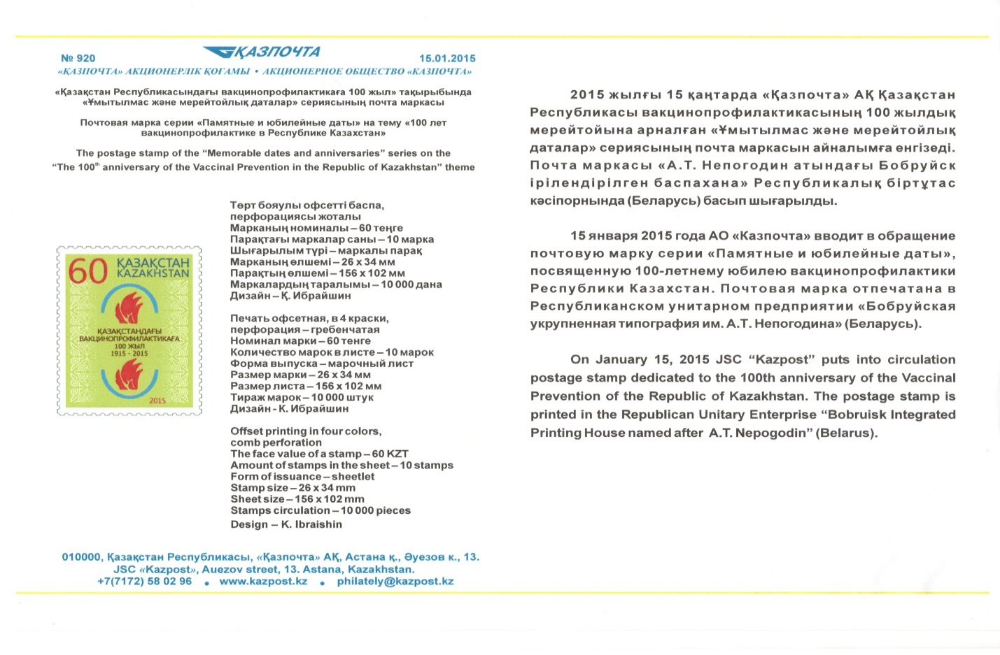 № 920
ҚАЗПОЧТА
15.01.2015
«ҚАЗПОЧТА» АКЦИОНЕРЛІК ҚОҒАМЫ • АКЦИОНЕРНОЕ ОБЩЕСТВО «КАЗПОЧТА»
«Қазақстан Республикасындағы вакцинопрофилактикаға 100 жыл» тақырыбында
«Ұмытылмас және мерейтойлық даталар» сериясының почта маркасы
Почтовая марка серии «Памятные и юбилейные даты» на тему «100 лет
вакцинопрофилактике в Республике Казахстан»
The postage stamp of the “Memorable dates and anniversaries” series on the
“The 100th anniversary of the Vaccinal Prevention in the Republic of Kazakhstan” theme
60 ҚАЗАҚСТАН
KAZAKHSTAN
ҚАЗАҚСТАНДАҒЫ
ВАКЦИНОПРОФИЛАКТИКАҒА
100 ЖЫЛ
1915 - 2015
2015
Төрт бояулы офсетті баспа,
перфорациясы жоталы
Марканың номиналы – 60 теңге
Парақтағы маркалар саны – 10 марка
Шығарылым түрі – маркалы парақ
Марканың өлшемі – 26 х 34 мм
Парақтың өлшемі – 156 х 102 мм
Маркалардың таралымы – 10 000 дана
Дизайн – Қ. Ибрайшин
Печать офсетная, в 4 краски,
перфорация – гребенчатая
Номинал марки – 60 тенге
Количество марок в листе – 10 марок
Форма выпуска – марочный лист
Размер марки – 26 х 34 мм
Размер листа – 156 х 102 мм
Тираж марок – 10 000 штук
Дизайн - К. Ибрайшин
Offset printing in four colors,
comb perforation
The face value of a stamp – 60 KZT
Amount of stamps in the sheet – 10 stamps
Form of issuance – sheetlet
Stamp size – 26 x 34 mm
Sheet size – 156 x 102 mm
Stamps circulation – 10 000 pieces
Design – K. Ibraishin
010000, Қазақстан Республикасы, «Қазпочта» АҚ, Астана қ., Әуезов к., 13.
JSC «Kazpost», Auezov street, 13. Astana, Kazakhstan.
+7(7172) 58 02 96 • www.kazpost.kz • philately@kazpost.kz
2015 жылғы 15 қаңтарда «Қазпочта» АҚ Қазақстан
Республикасы вакцинопрофилактикасының 100 жылдық
мерейтойына арналған «Ұмытылмас және мерейтойлық
даталар» сериясының почта маркасын айналымға енгізеді.
Почта маркасы «А.Т. Непогодин атындағы Бобруйск
ірілендірілген баспахана» Республикалық біртұтас
кәсіпорнында (Беларусь) басып шығарылды.
15 января 2015 года АО «Казпочта» вводит в обращение
почтовую марку серии «Памятные и юбилейные даты»,
посвященную 100-летнему юбилею вакцинопрофилактики
Республики Казахстан. Почтовая марка отпечатана в
Республиканском унитарном предприятии «Бобруйская
укрупненная типография им. А.Т. Непогодина» (Беларусь).
On January 15, 2015 JSC “Kazpost” puts into circulation
postage stamp dedicated to the 100th anniversary of the Vaccinal
Prevention of the Republic of Kazakhstan. The postage stamp is
printed in the Republican Unitary Enterprise “Bobruisk Integrated
Printing House named after A.T. Nepogodin” (Belarus).